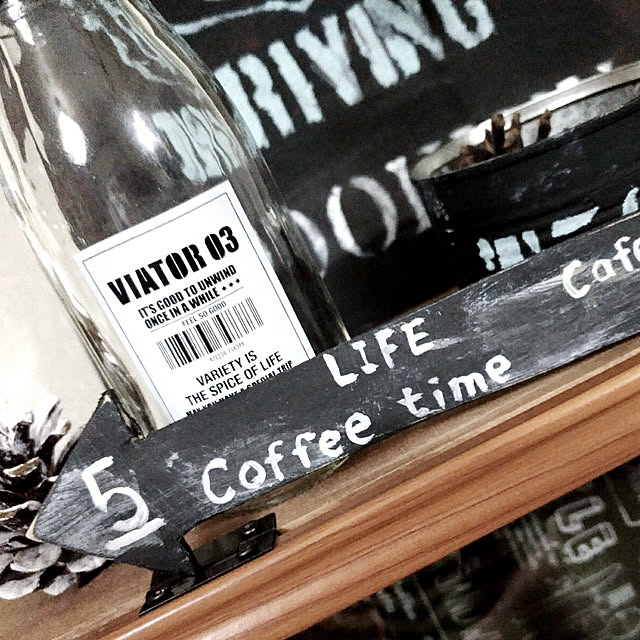 RIVING
VIATOR 03
IT'S GOOD TO UNWIND
ONCE IN A WHILE • • •
FEEL SO GOOD
VARIETY IS
THE SPICE OF LIFE
LIFE
Cafe
5
Coffee time